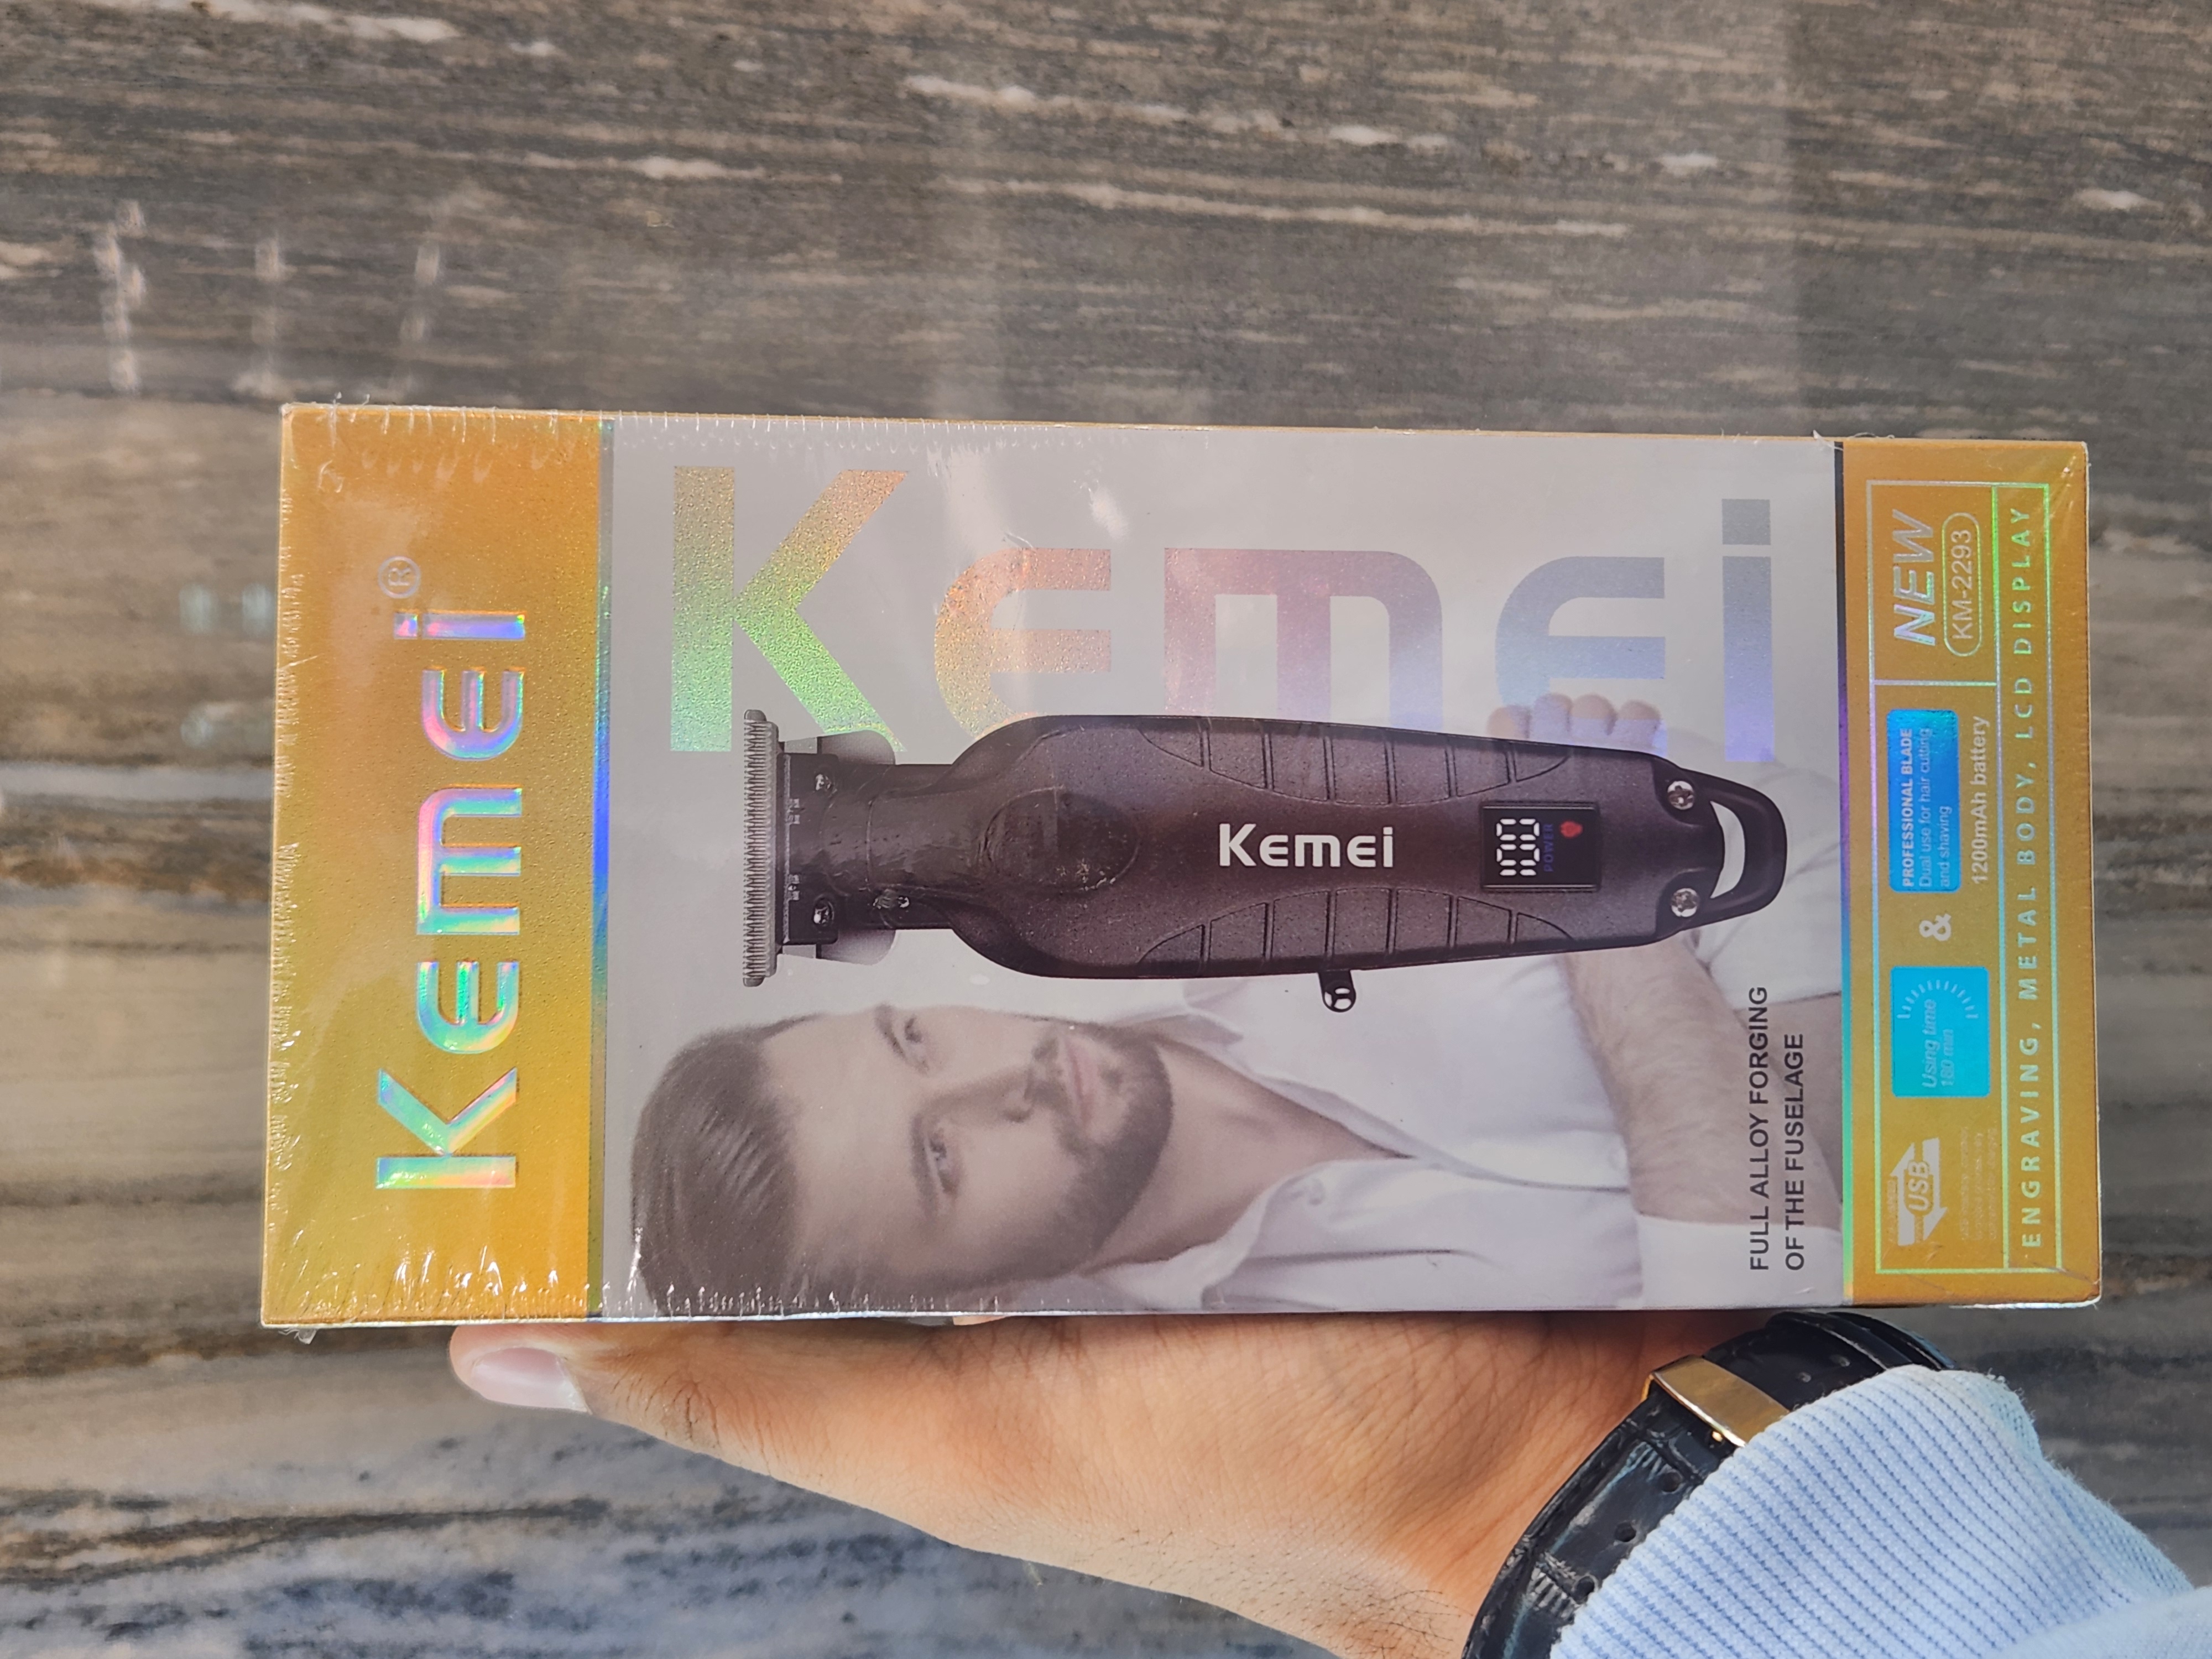 Kemei®
Kemei
Kemei
100
POWER
FULL ALLOY FORGING
OF THE FUSELAGE
USB
Using time
180 min
&
PROFESSIONAL BLADE
Dual use for hair cutting
and shaving
1200mAh battery
NEW
KM-2293
ENGRAVING, METAL BODY, LCD DISPLAY